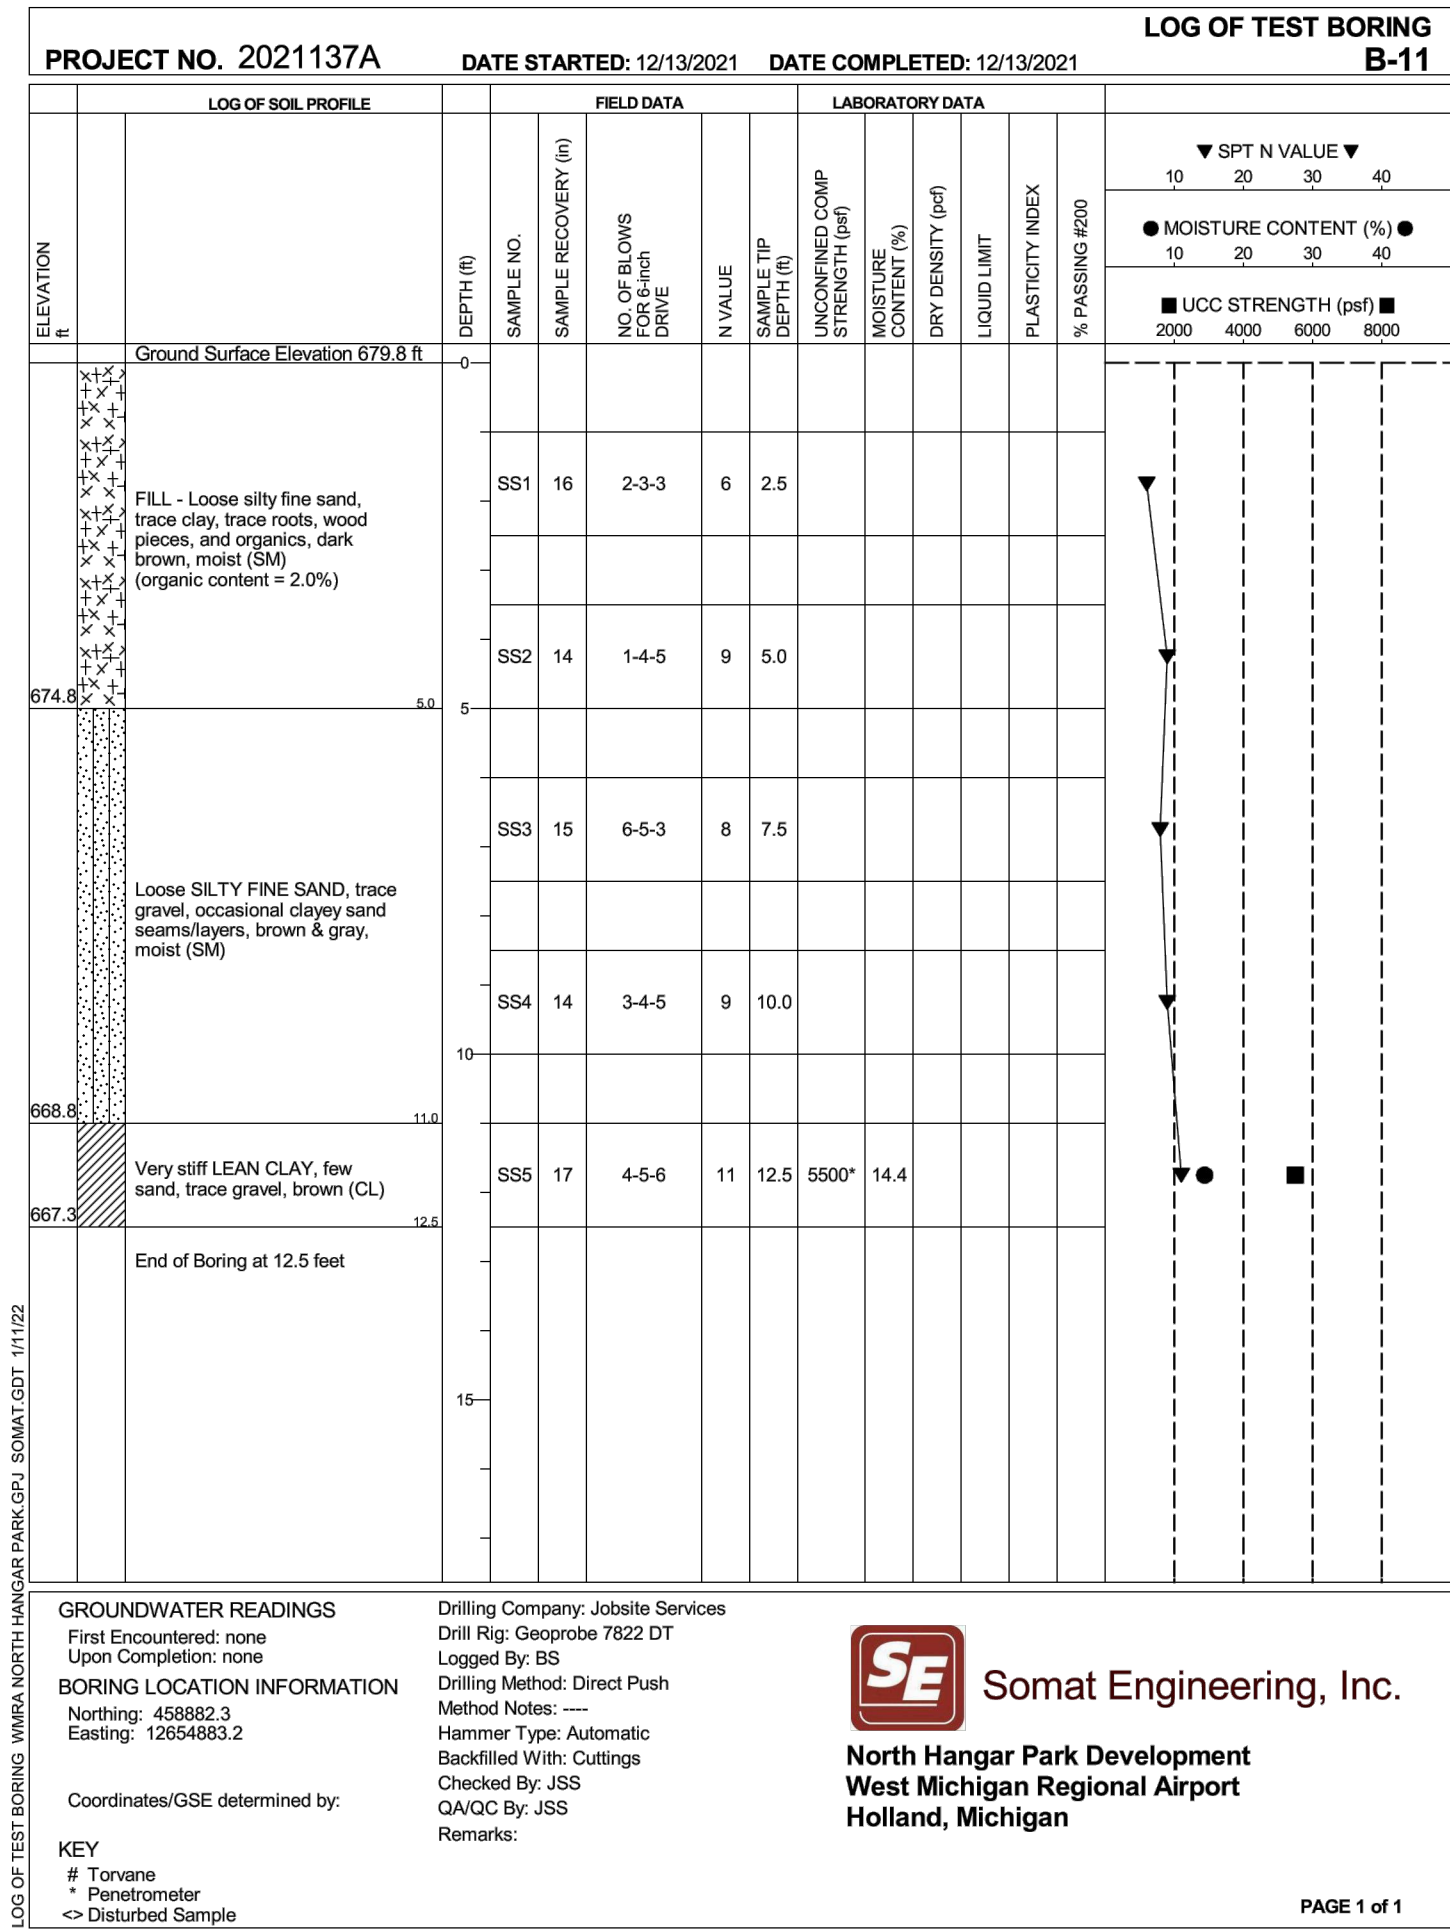 LOG OF TEST BORING
PROJECT NO. 2021137A DATE STARTED: 12/13/2021 DATE COMPLETED: 12/13/2021 B-11
LOG OF SOIL PROFILE FIELD DATA LABORATORY DATA
ELEVATION
ft
DEPTH (ft)
SAMPLE NO.
SAMPLE RECOVERY (in)
NO. OF BLOWS
FOR 6-inch
DRIVE
N VALUE
SAMPLE TIP
DEPTH (ft)
UNCONFINED COMP
STRENGTH (psf)
MOISTURE
CONTENT (%)
DRY DENSITY (pcf)
LIQUID LIMIT
PLASTICITY INDEX
% PASSING #200
▼ SPT N VALUE ▼
10 20 30 40
● MOISTURE CONTENT (%) ●
10 20 30 40
■ UCC STRENGTH (psf) ■
2000 4000 6000 8000
Ground Surface Elevation 679.8 ft
0
SS1 16 2-3-3 6 2.5
FILL - Loose silty fine sand,
trace clay, trace roots, wood
pieces, and organics, dark
brown, moist (SM)
(organic content = 2.0%)
SS2 14 1-4-5 9 5.0
674.8 5.0 5
SS3 15 6-5-3 8 7.5
Loose SILTY FINE SAND, trace
gravel, occasional clayey sand
seams/layers, brown & gray,
moist (SM)
SS4 14 3-4-5 9 10.0
10
668.8 11.0
Very stiff LEAN CLAY, few
sand, trace gravel, brown (CL)
SS5 17 4-5-6 11 12.5 5500* 14.4
667.3 12.5
End of Boring at 12.5 feet
15
LOG OF TEST BORING WMRA NORTH HANGAR PARK.GPJ SOMAT.GDT 1/11/22
GROUNDWATER READINGS
First Encountered: none
Upon Completion: none
BORING LOCATION INFORMATION
Northing: 458882.3
Easting: 12654883.2
Coordinates/GSE determined by:
KEY
# Torvane
* Penetrometer
<> Disturbed Sample
Drilling Company: Jobsite Services
Drill Rig: Geoprobe 7822 DT
Logged By: BS
Drilling Method: Direct Push
Method Notes: ----
Hammer Type: Automatic
Backfilled With: Cuttings
Checked By: JSS
QA/QC By: JSS
Remarks:
SE
Somat Engineering, Inc.
North Hangar Park Development
West Michigan Regional Airport
Holland, Michigan
PAGE 1 of 1